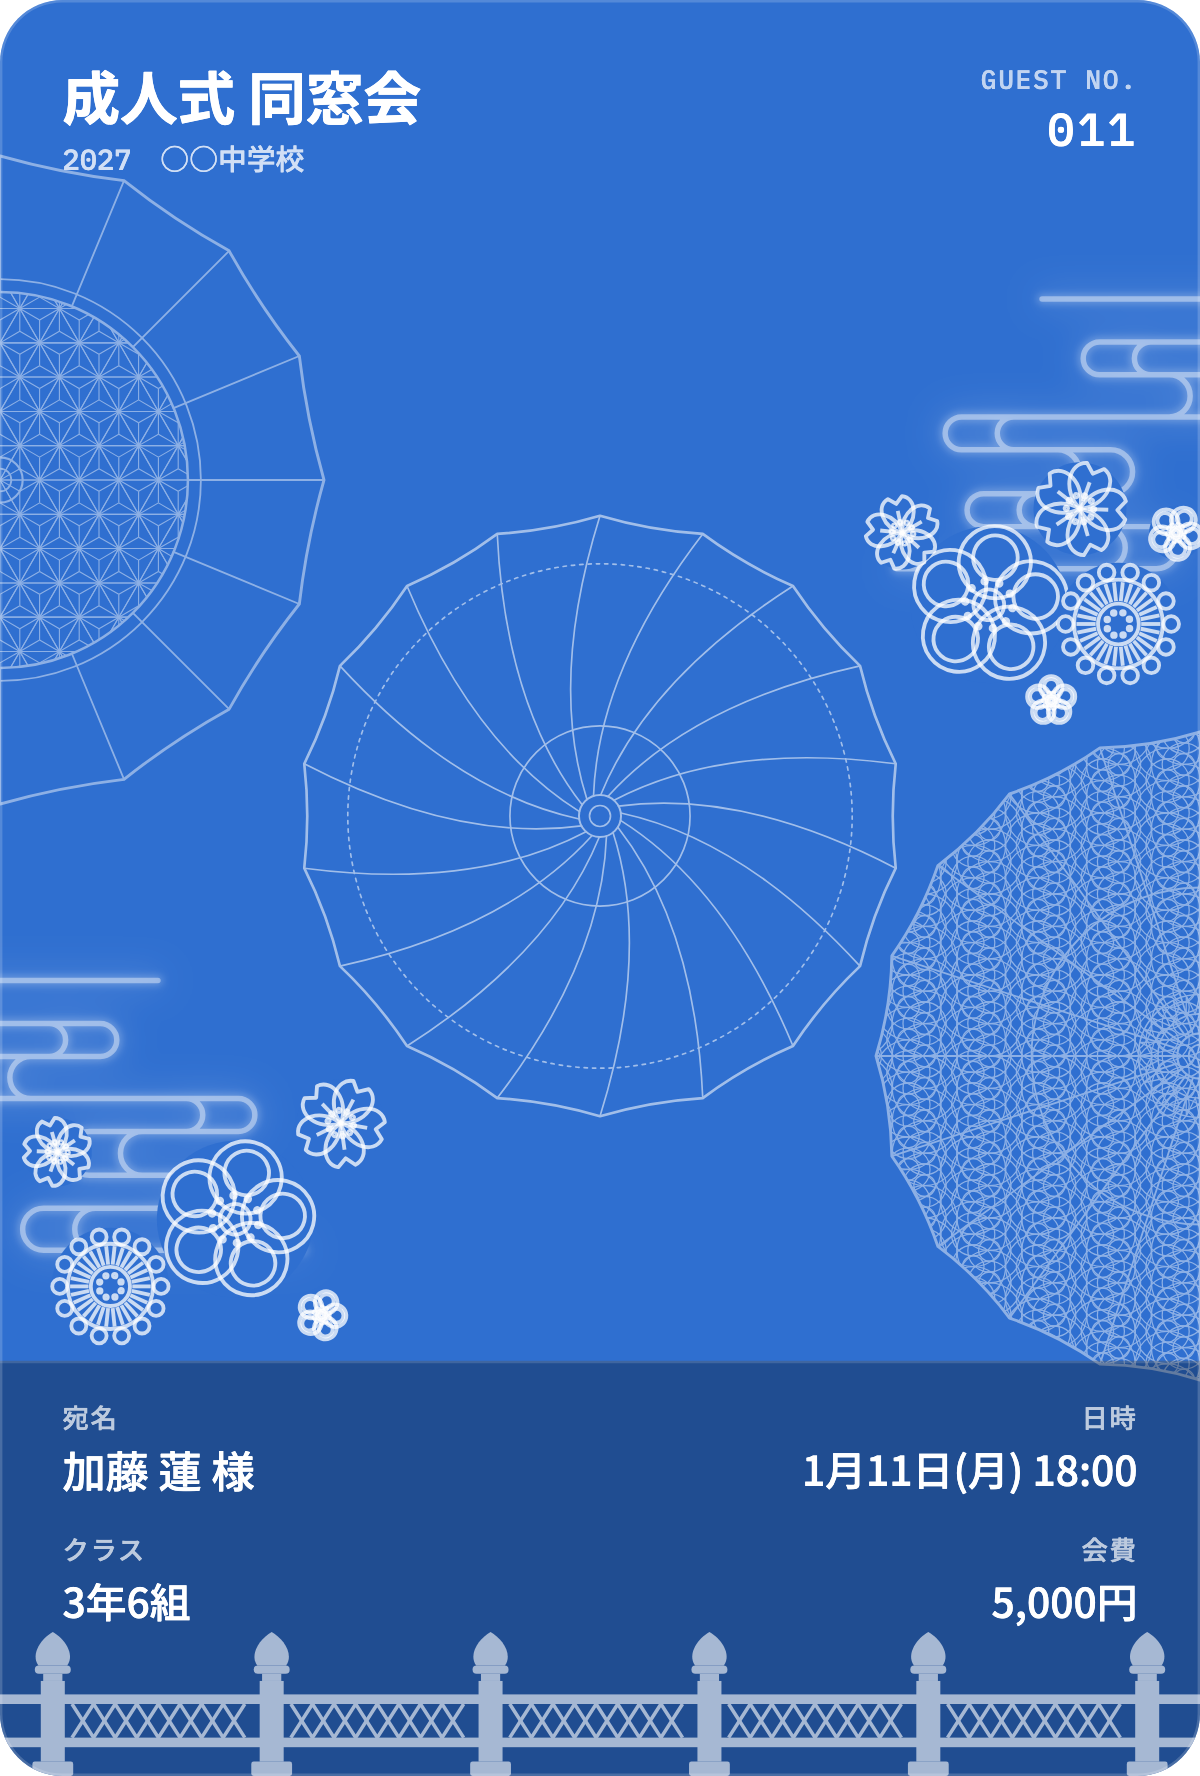 成人式 同窓会
2027 ○○中学校
GUEST NO.
011
宛名
加藤 蓮 様
日時
1月11日(月) 18:00
クラス
3年6組
会費
5,000円